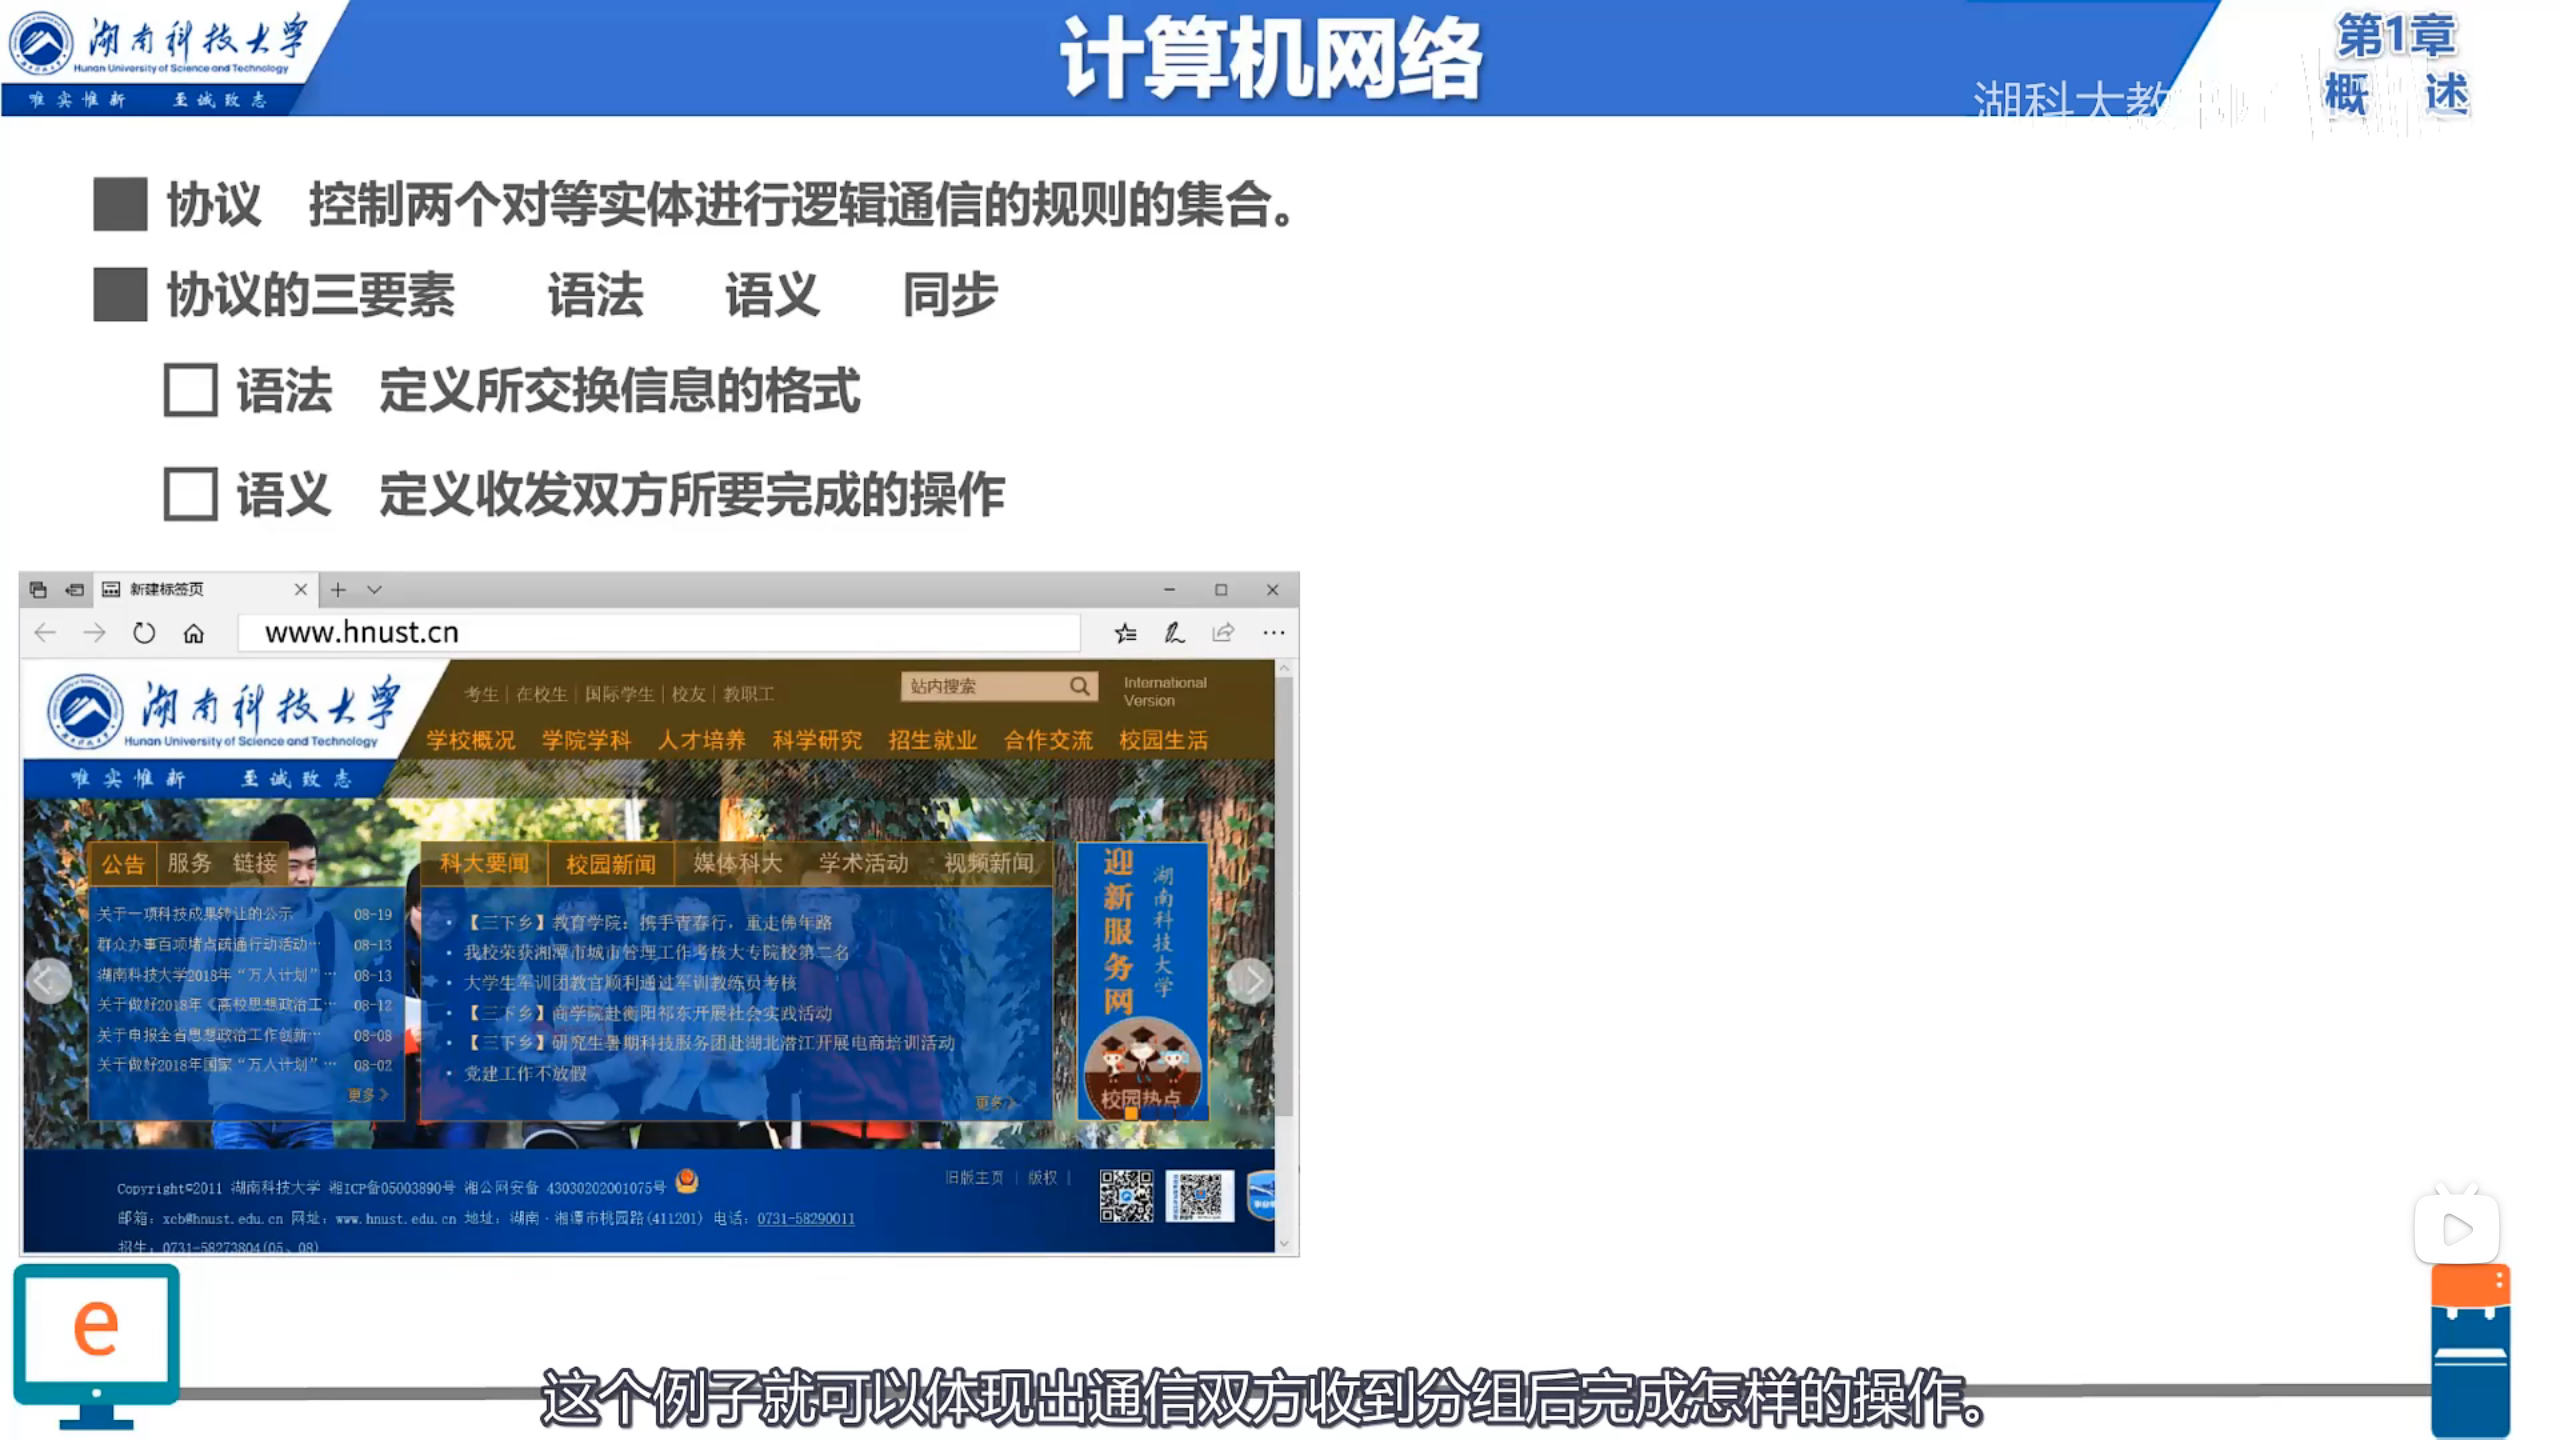 湖南科技大学
Hunan University of Science and Technology
唯实惟新 至诚致志
计算机网络
第1章
概 述
湖科大教
协议 控制两个对等实体进行逻辑通信的规则的集合。
协议的三要素 语法 语义 同步
语法 定义所交换信息的格式
语义 定义收发双方所要完成的操作
新建标签页
www.hnust.cn
湖南科技大学
Hunan University of Science and Technology
唯实惟新 至诚致志
考生 | 在校生 | 国际学生 | 校友 | 教职工
站内搜索
International
Version
学校概况 学院学科 人才培养 科学研究 招生就业 合作交流 校园生活
公告 服务 链接
关于一项科技成果转让的公示 08-19
群众办事百项堵点疏通行动活动… 08-13
湖南科技大学2018年“万人计划”… 08-13
关于做好2018年《高校思想政治工… 08-12
关于申报全省思想政治工作创新… 08-08
关于做好2018年国家“万人计划”… 08-02
更多》
科大要闻 校园新闻 媒体科大 学术活动 视频新闻
· 【三下乡】教育学院：携手青春行，重走佛年路
· 我校荣获湘潭市城市管理工作考核大专院校第二名
· 大学生军训团教官顺利通过军训教练员考核
· 【三下乡】商学院赴衡阳祁东开展社会实践活动
· 【三下乡】研究生暑期科技服务团赴湖北潜江开展电商培训活动
· 党建工作不放假
更多》
迎新服务网
湖南科技大学
校园热点
Copyright©2011 湖南科技大学 湘ICP备05003890号 湘公网安备 43030202001075号
旧版主页 | 版权 |
邮箱：xcb@hnust.edu.cn 网址：www.hnust.edu.cn 地址：湖南·湘潭市桃园路(411201) 电话：0731-58290011
招生：0731-58273804(05、08)
e
这个例子就可以体现出通信双方收到分组后完成怎样的操作。